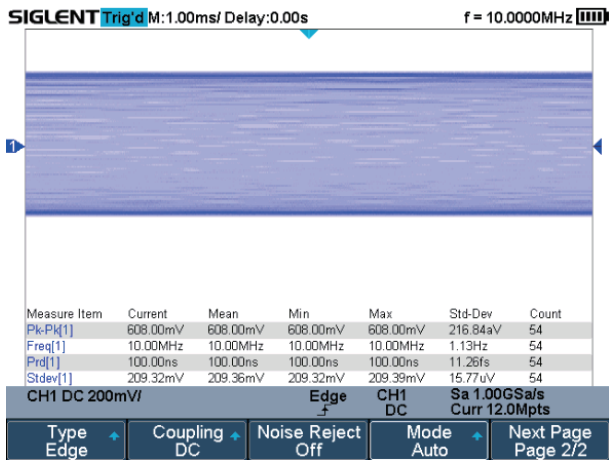 SIGLENT Trig'd M:1.00ms/ Delay:0.00s f = 10.0000MHz
1
Measure Item Current Mean Min Max Std-Dev Count
Pk-Pk[1] 608.00mV 608.00mV 608.00mV 608.00mV 216.84aV 54
Freq[1] 10.00MHz 10.00MHz 10.00MHz 10.00MHz 1.13Hz 54
Prd[1] 100.00ns 100.00ns 100.00ns 100.00ns 11.26fs 54
Stdev[1] 209.32mV 209.36mV 209.32mV 209.39mV 15.77uV 54
CH1 DC 200mV/ Edge CH1 Sa 1.00GSa/s
DC Curr 12.0Mpts
Type Coupling Noise Reject Mode Next Page
Edge DC Off Auto Page 2/2